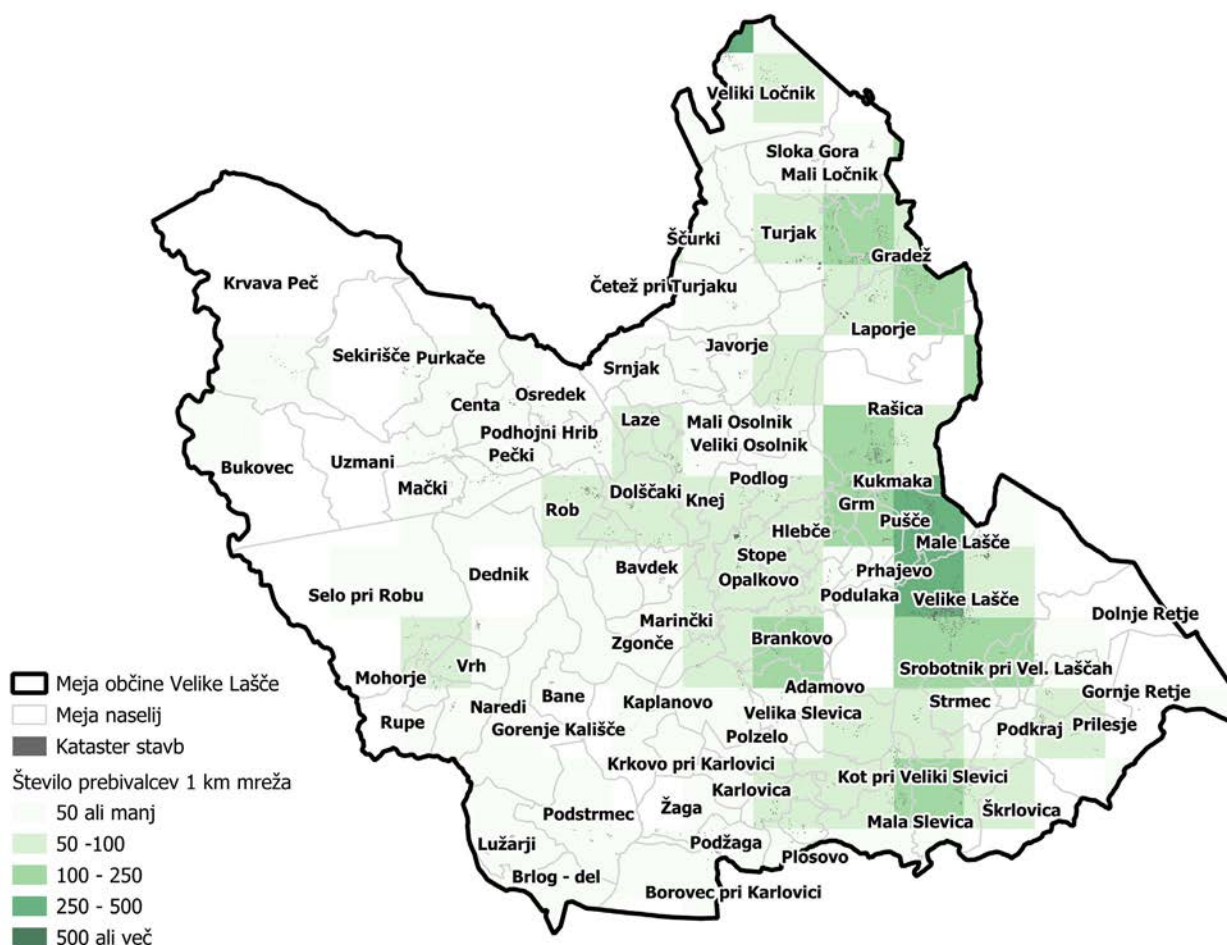 Veliki Ločnik
Sloka Gora
Mali Ločnik
Ščurki
Turjak
Gradež
Krvava Peč
Četež pri Turjaku
Laporje
Sekirišče
Purkače
Javorje
Srnjak
Osredek
Centa
Rašica
Laze
Mali Osolnik
Podhojni Hrib
Veliki Osolnik
Pečki
Bukovec
Uzmani
Mački
Podlog
Kukmaka
Dolščaki
Knej
Rob
Grm
Pušče
Hlebče
Male Lašče
Stope
Bavdek
Dednik
Opalkovo
Prhajevo
Selo pri Robu
Podulaka
Velike Lašče
Dolnje Retje
Marinčki
Zgonče
Brankovo
Vrh
Srobotnik pri Vel. Laščah
Mohorje
Adamovo
Gornje Retje
Bane
Kaplanovo
Strmec
Naredi
Velika Slevica
Rupe
Gorenje Kališče
Podkraj
Prilesje
Polzelo
Krkovo pri Karlovici
Kot pri Veliki Slevici
Karlovica
Žaga
Podstrmec
Škrlovica
Mala Slevica
Lužarji
Podžaga
Plosovo
Brlog - del
Borovec pri Karlovici
Meja občine Velike Lašče
Meja naselij
Kataster stavb
Število prebivalcev 1 km mreža
50 ali manj
50 -100
100 - 250
250 - 500
500 ali več